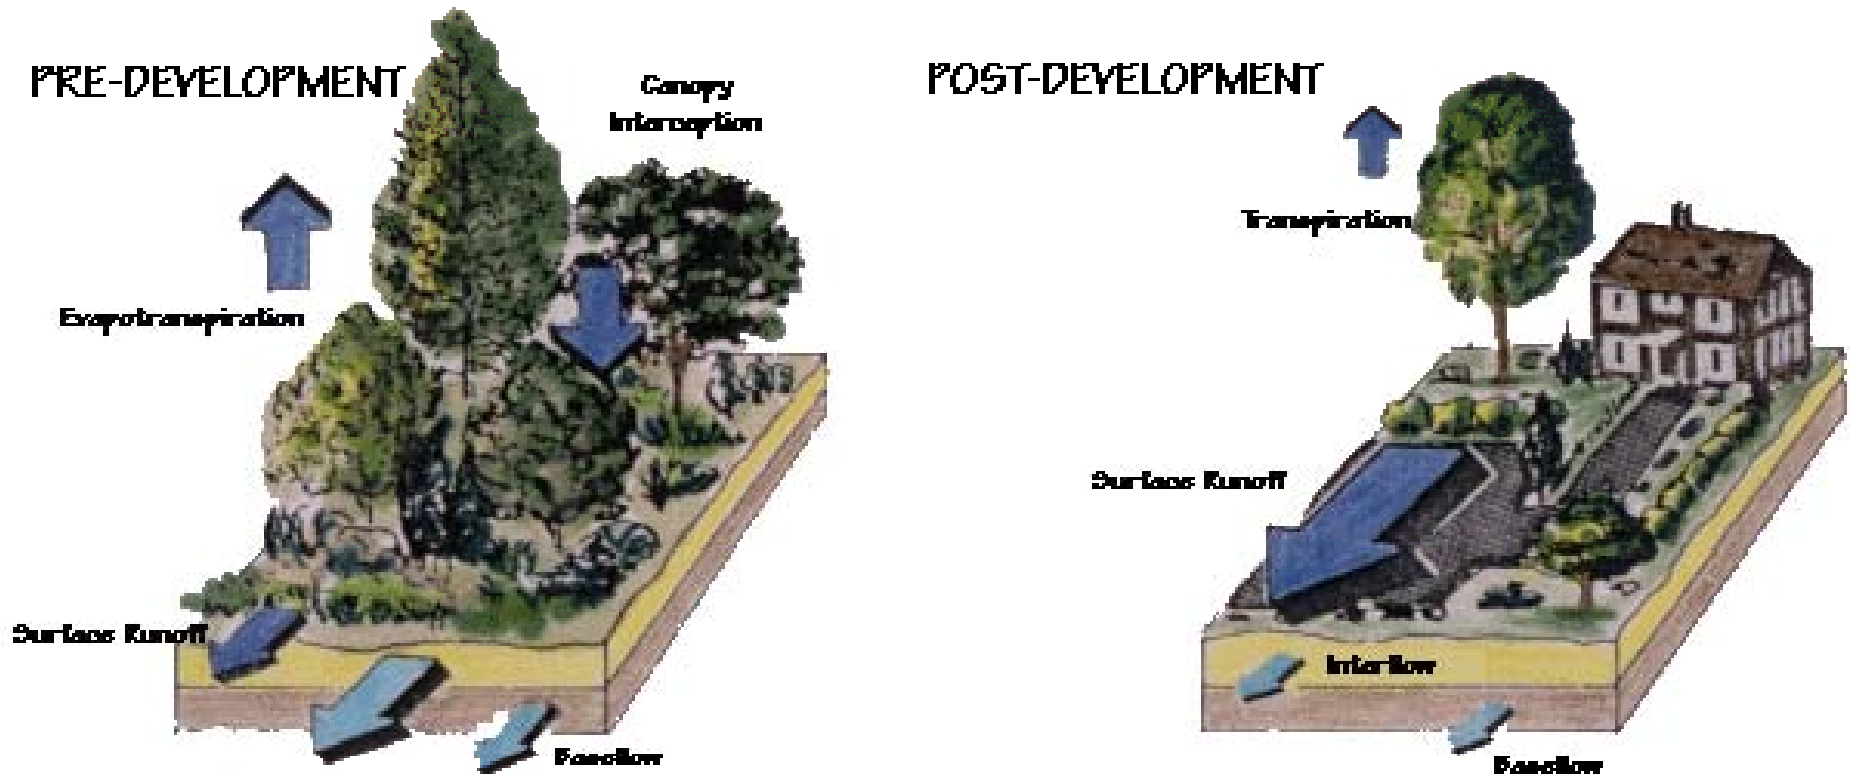 PRE-DEVELOPMENT
Canopy
Interception
Evapotranspiration
Surface Runoff
Baseflow
POST-DEVELOPMENT
Transpiration
Surface Runoff
Interflow
Baseflow